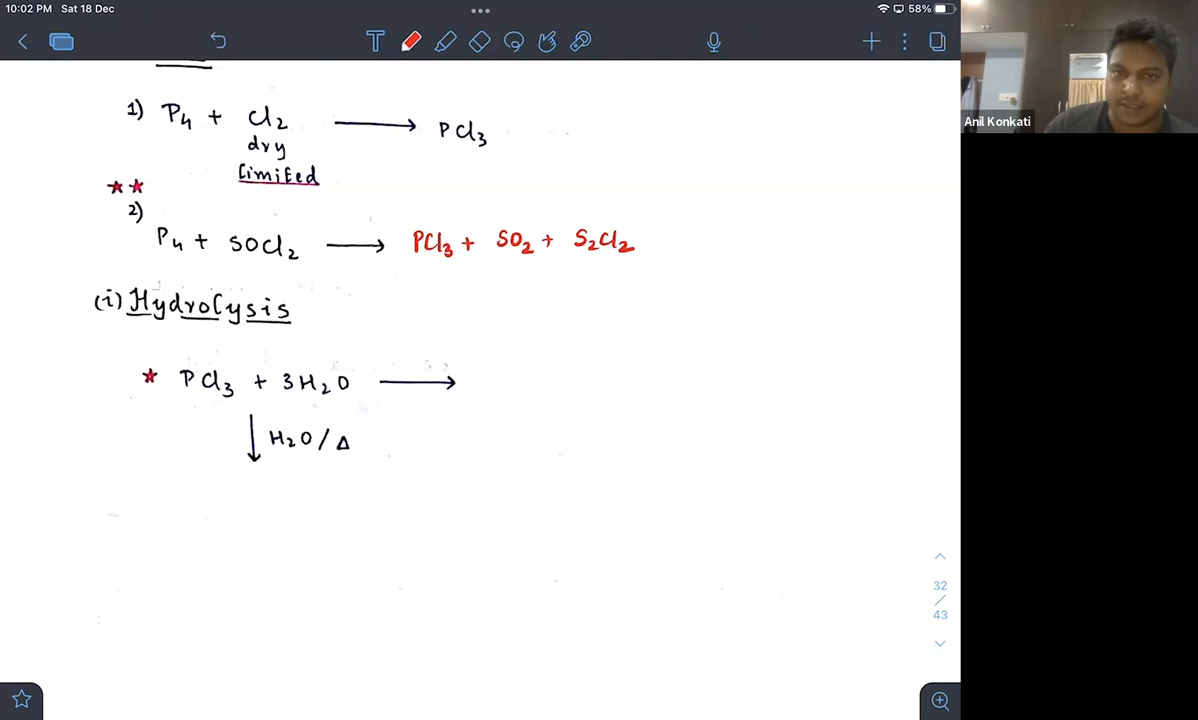 10:02 PM Sat 18 Dec
58%
1) P4 + Cl2 ⟶ PCl3
dry
limited
★★
2)
P4 + SOCl2 ⟶ PCl3 + SO2 + S2Cl2
(i) Hydrolysis
★ PCl3 + 3H2O ⟶
↓ H2O / Δ
Anil Konkati
32
/
43